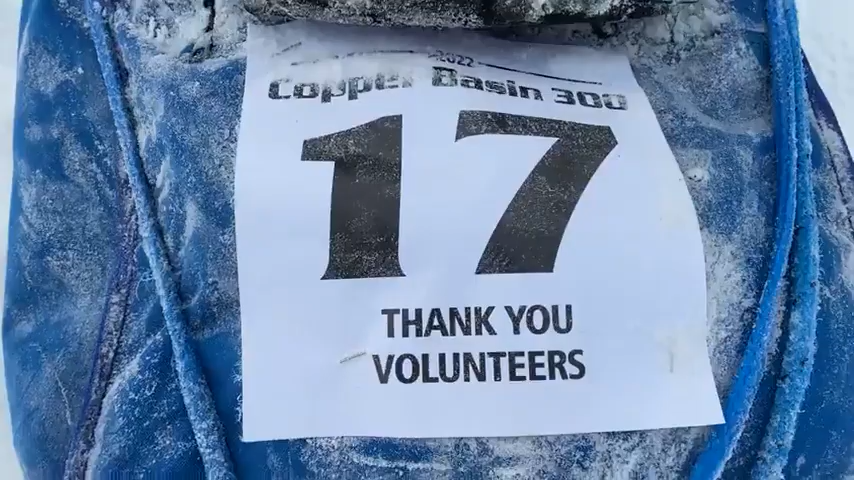 2022
Copper Basin 300
17
THANK YOU
VOLUNTEERS